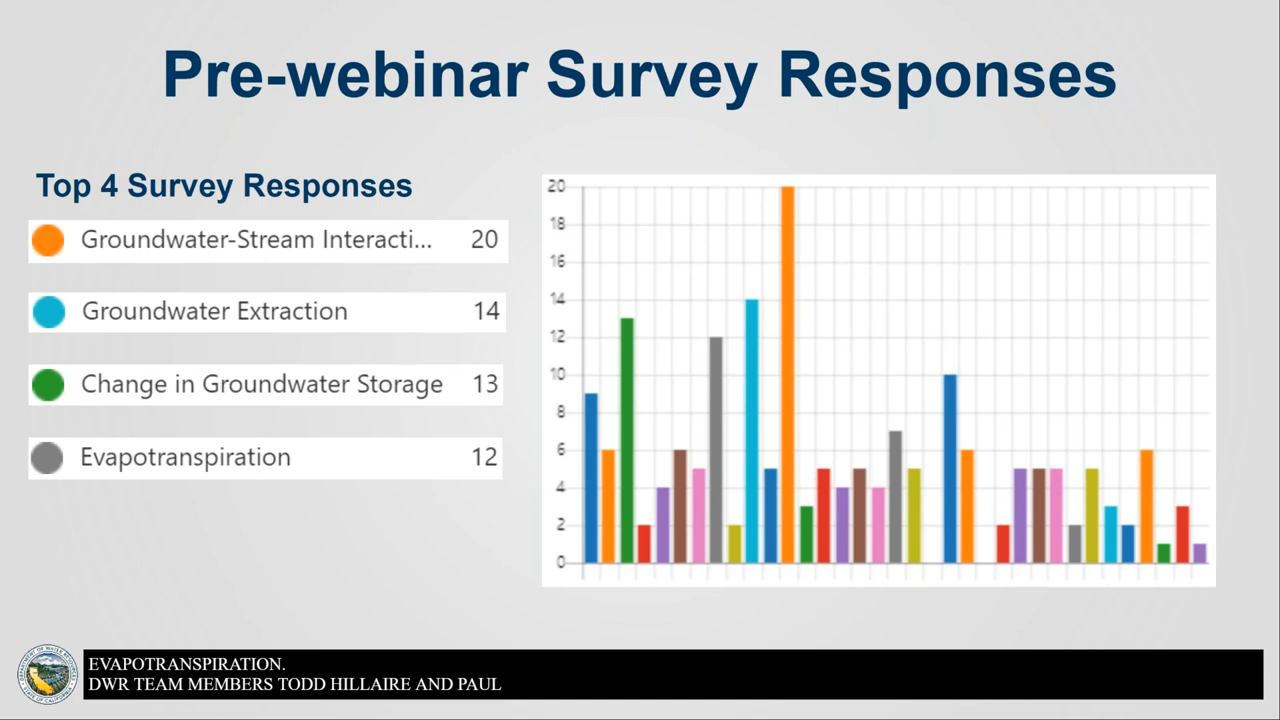 Pre-webinar Survey Responses
Top 4 Survey Responses
Groundwater-Stream Interacti... 20
Groundwater Extraction 14
Change in Groundwater Storage 13
Evapotranspiration 12
20
18
16
14
12
10
8
6
4
2
0
EVAPOTRANSPIRATION.
DWR TEAM MEMBERS TODD HILLAIRE AND PAUL